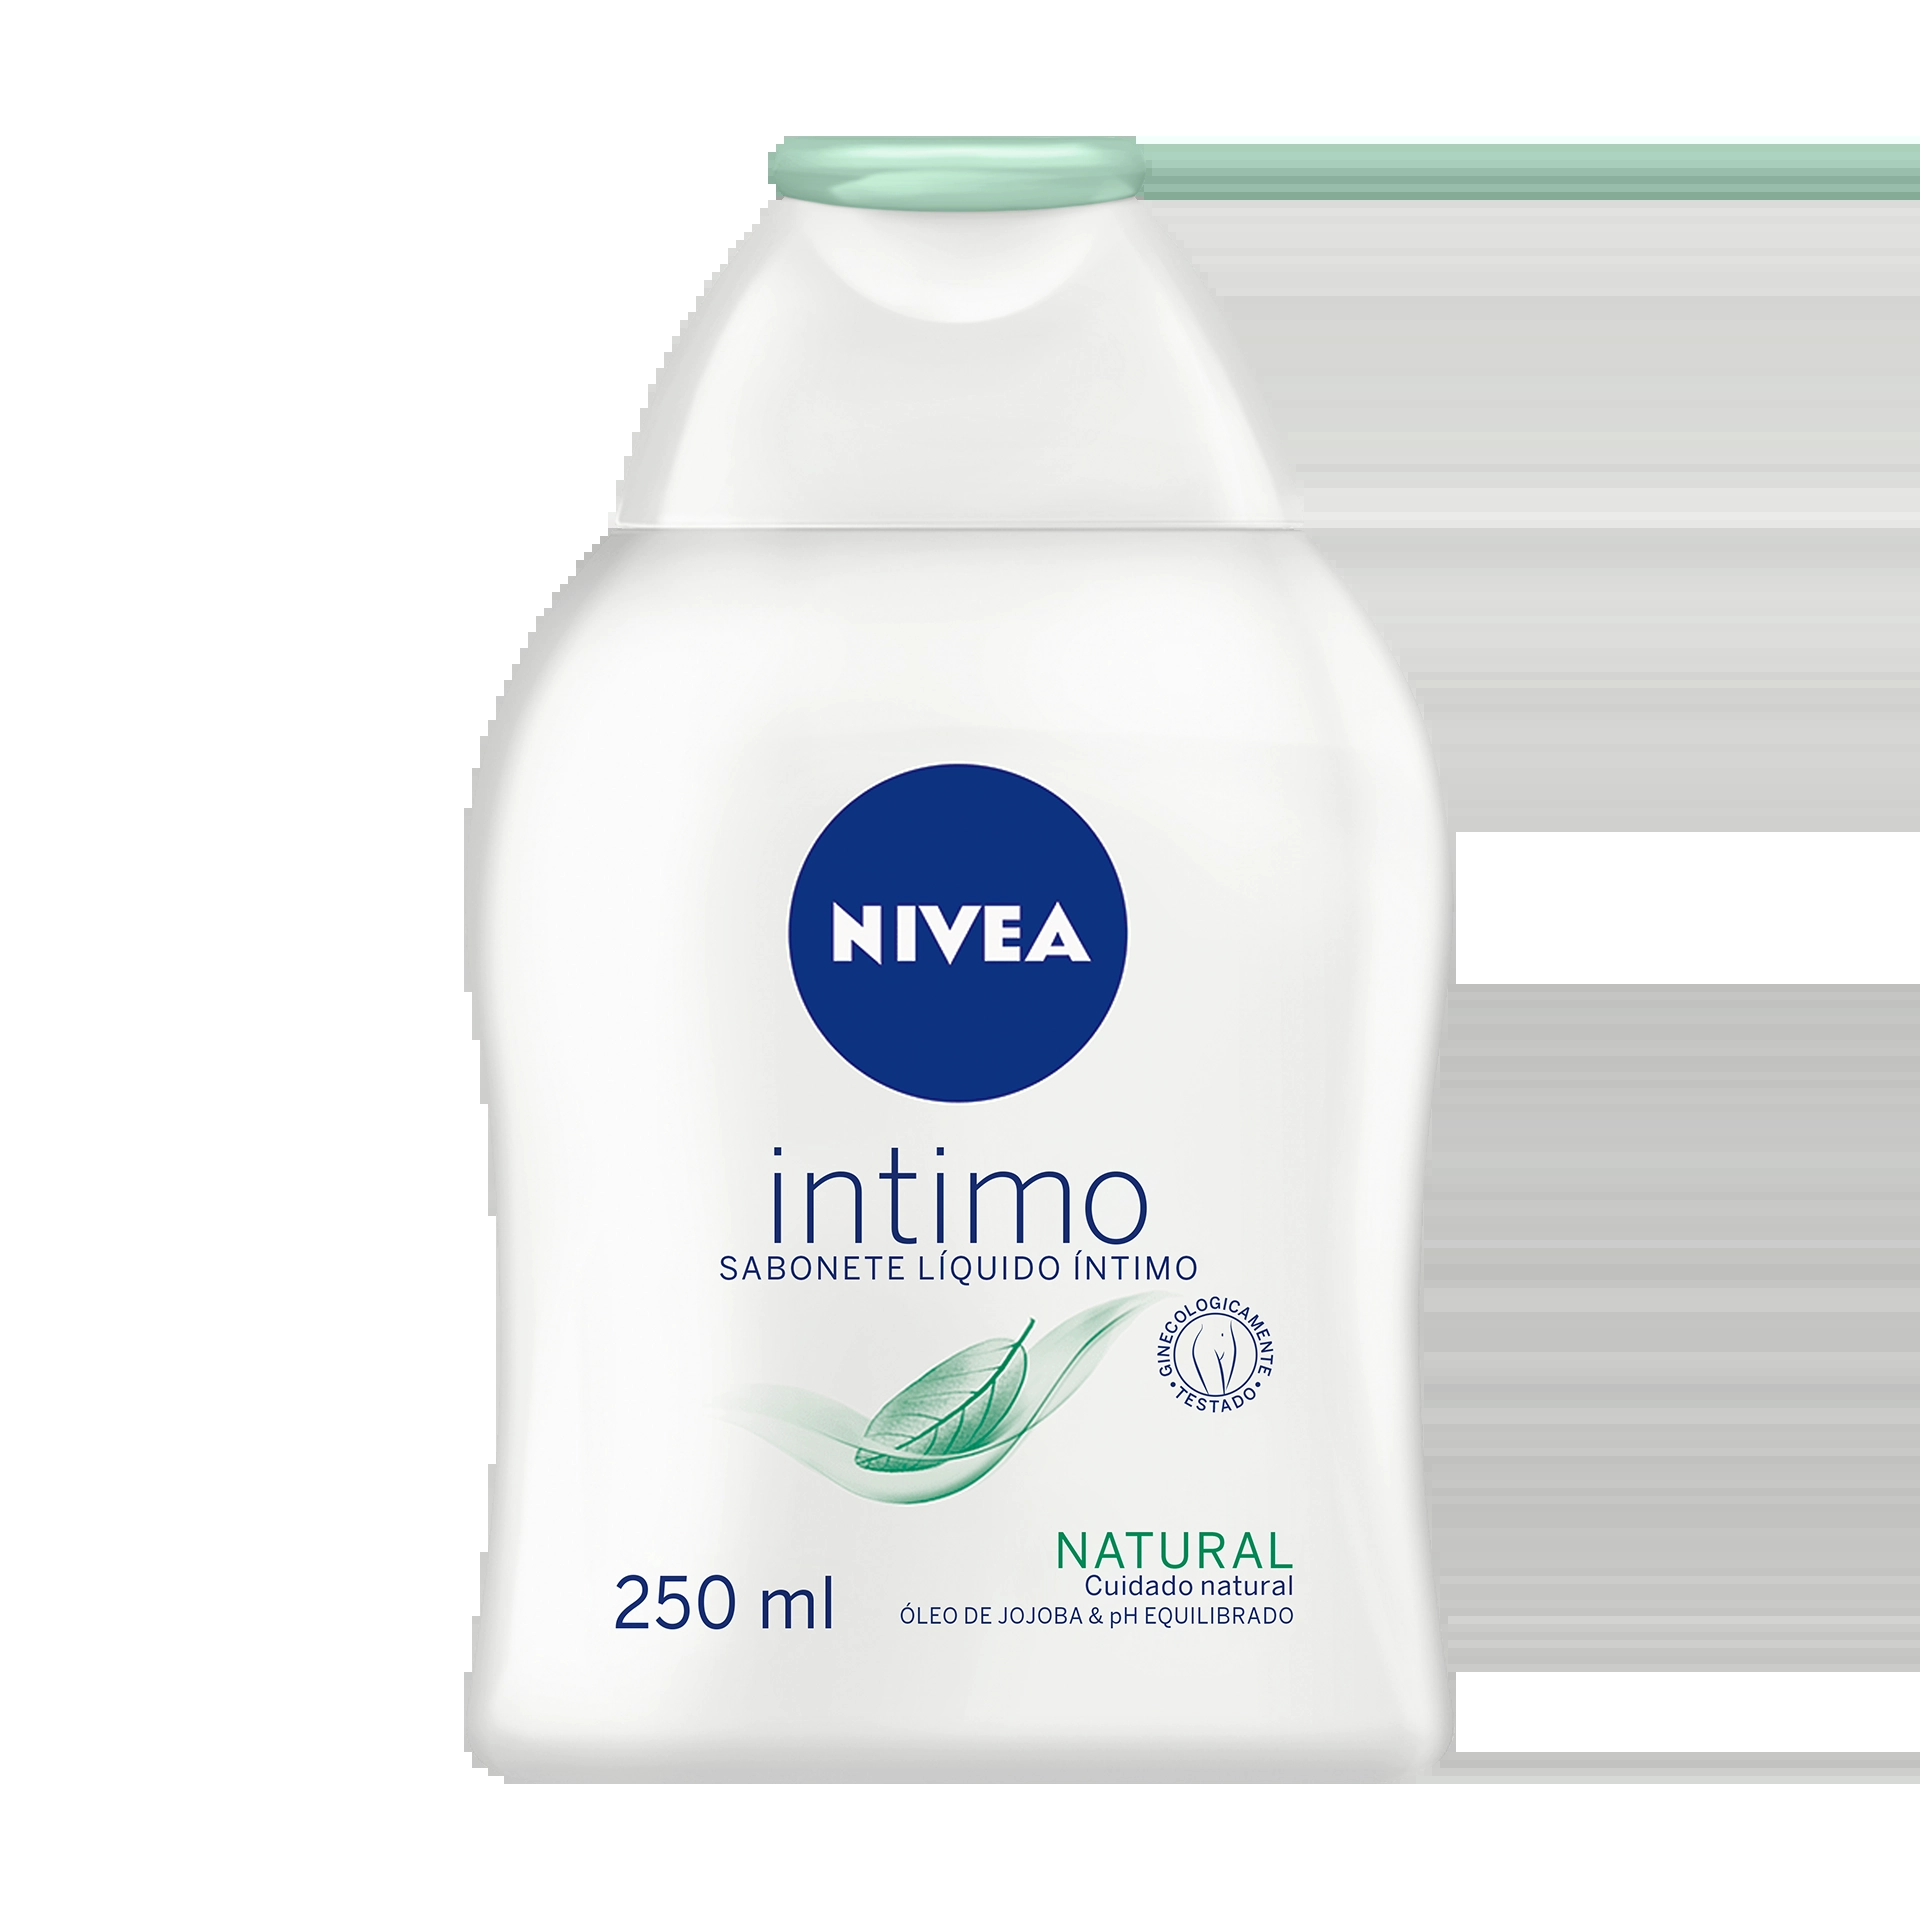 NIVEA
intimo
SABONETE LÍQUIDO ÍNTIMO
GINECOLOGICAMENTE
• TESTADO •
NATURAL
Cuidado natural
250 ml
ÓLEO DE JOJOBA & pH EQUILIBRADO